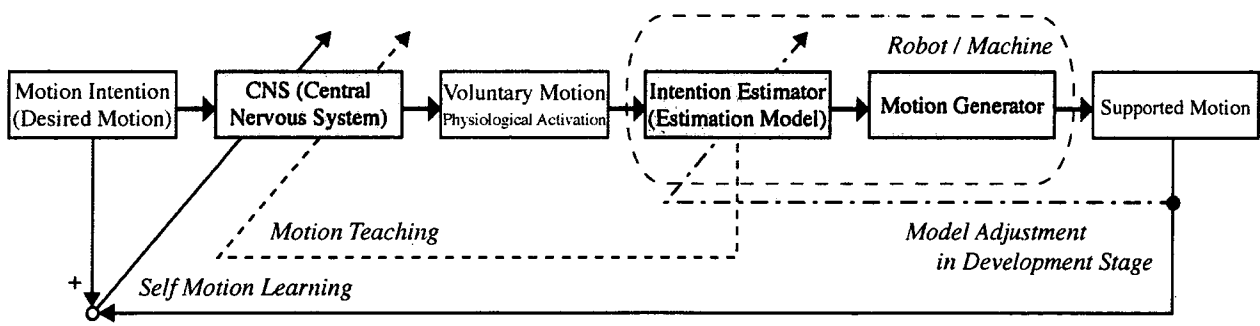 Robot / Machine
Motion Intention
(Desired Motion)
CNS (Central
Nervous System)
Voluntary Motion
Physiological Activation
Intention Estimator
(Estimation Model)
Motion Generator
Supported Motion
Motion Teaching
Model Adjustment
in Development Stage
+
Self Motion Learning